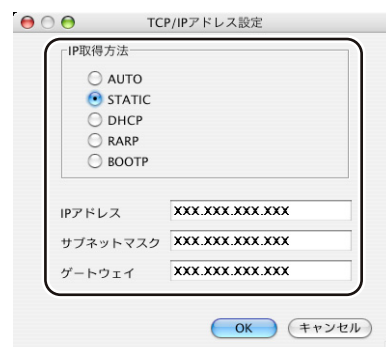 TCP/IPアドレス設定
IP取得方法
AUTO
STATIC
DHCP
RARP
BOOTP
IPアドレス XXX.XXX.XXX.XXX
サブネットマスク XXX.XXX.XXX.XXX
ゲートウェイ XXX.XXX.XXX.XXX
OK キャンセル